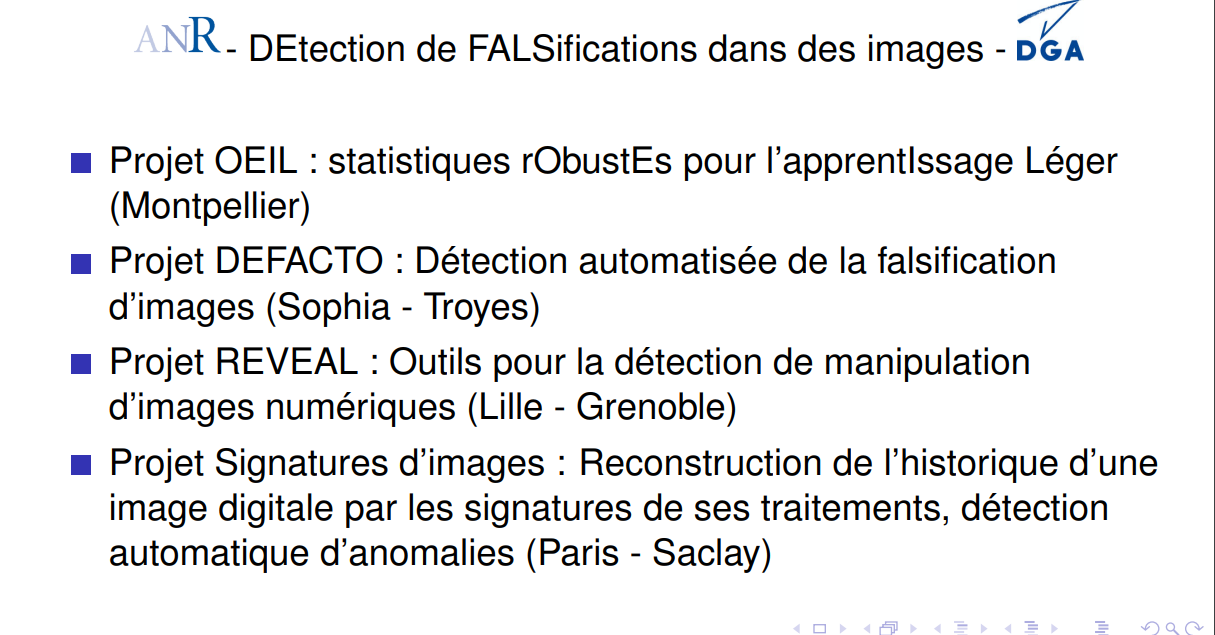 ANR - DEtection de FALSifications dans des images - DGA
Projet OEIL : statistiques rObustEs pour l'apprentIssage Léger
(Montpellier)
Projet DEFACTO : Détection automatisée de la falsification
d'images (Sophia - Troyes)
Projet REVEAL : Outils pour la détection de manipulation
d'images numériques (Lille - Grenoble)
Projet Signatures d'images : Reconstruction de l'historique d'une
image digitale par les signatures de ses traitements, détection
automatique d'anomalies (Paris - Saclay)